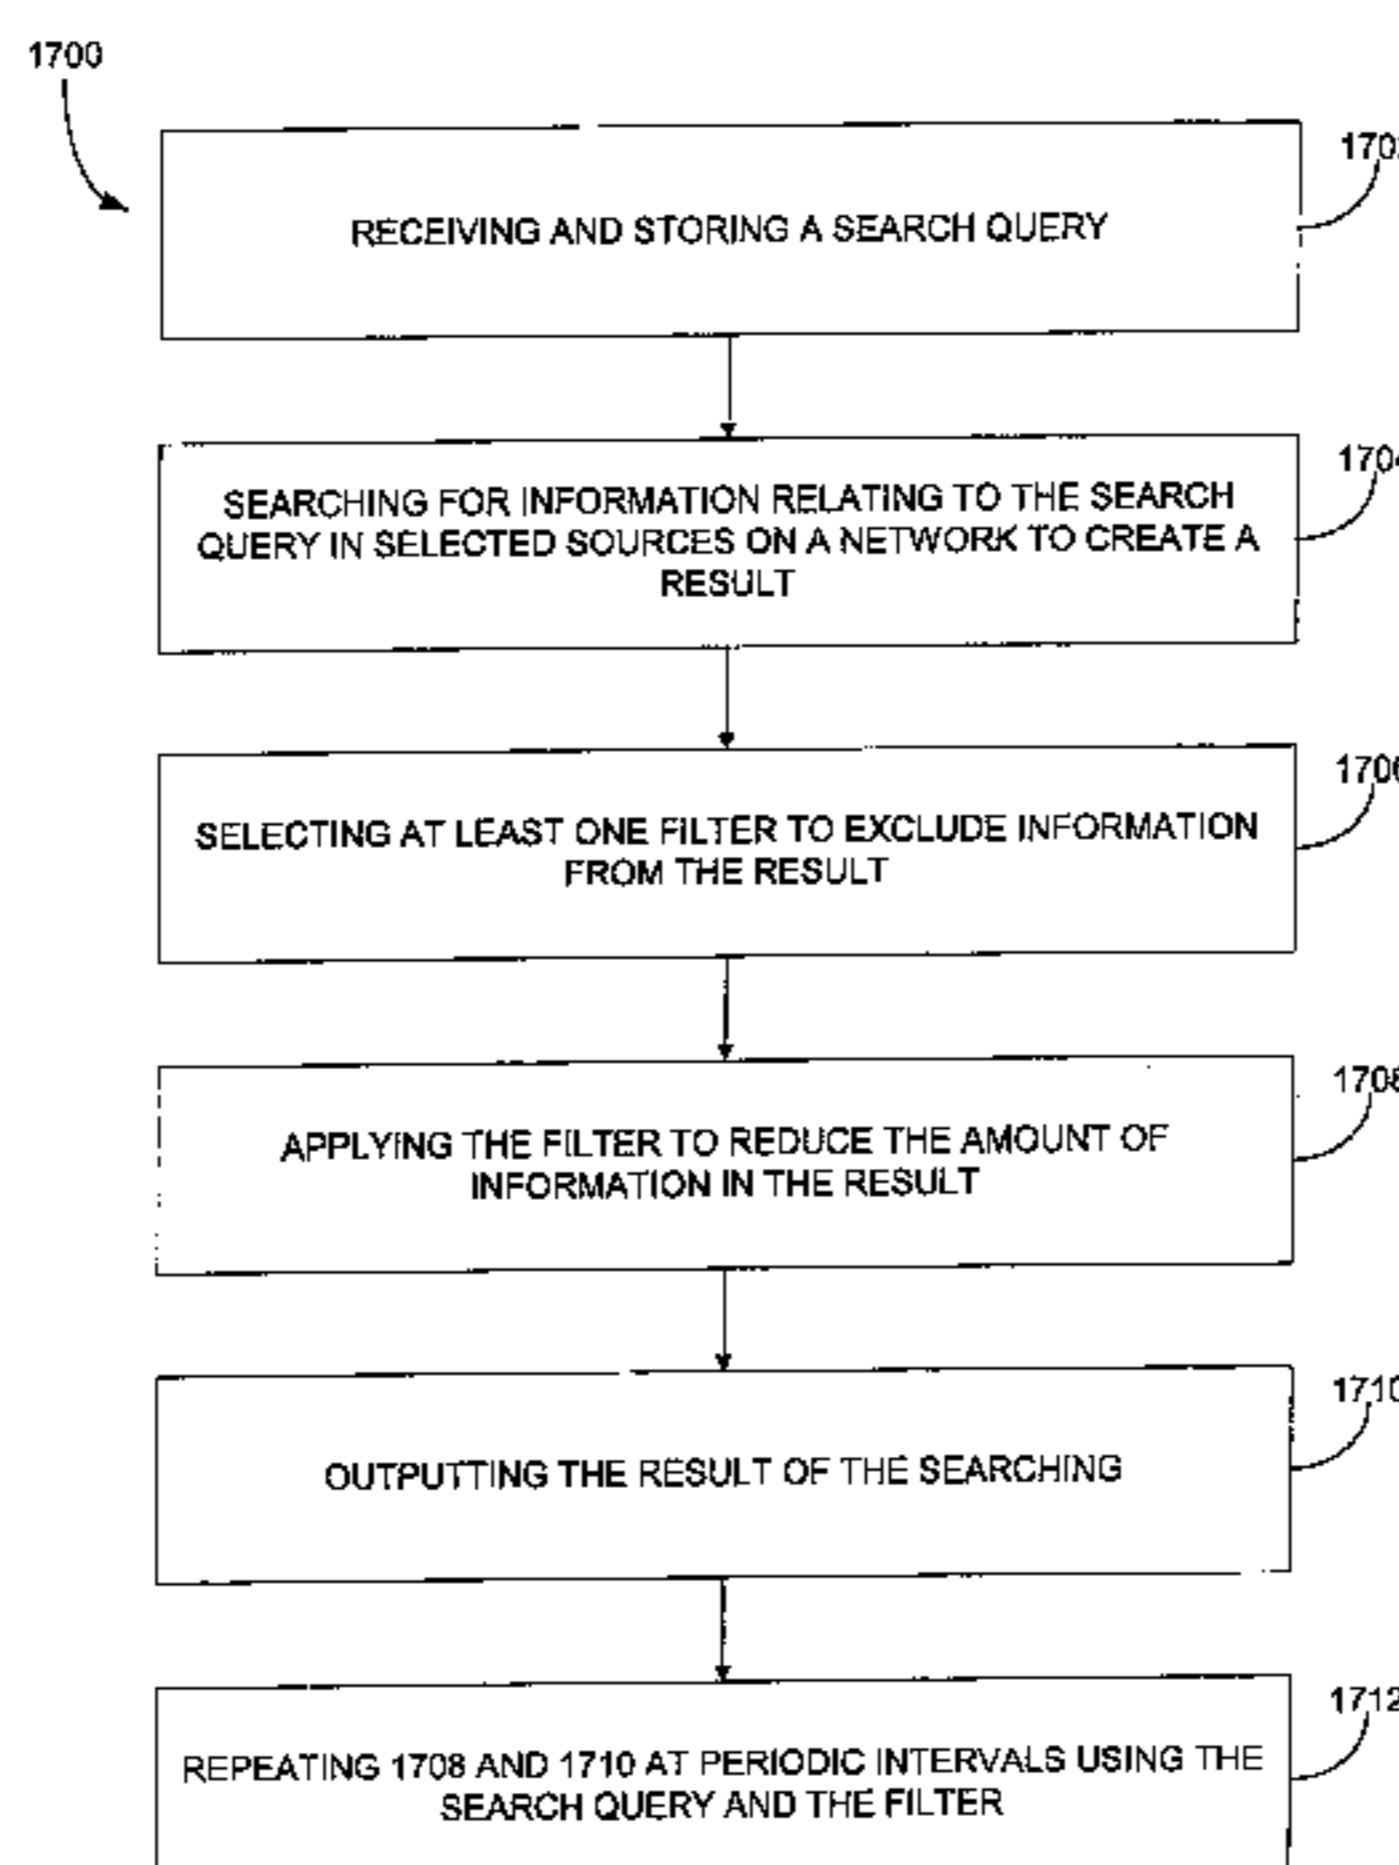 1700
RECEIVING AND STORING A SEARCH QUERY
SEARCHING FOR INFORMATION RELATING TO THE SEARCH
QUERY IN SELECTED SOURCES ON A NETWORK TO CREATE A
RESULT
1704
SELECTING AT LEAST ONE FILTER TO EXCLUDE INFORMATION
FROM THE RESULT
1706
APPLYING THE FILTER TO REDUCE THE AMOUNT OF
INFORMATION IN THE RESULT
1708
OUTPUTTING THE RESULT OF THE SEARCHING
1710
REPEATING 1708 AND 1710 AT PERIODIC INTERVALS USING THE
SEARCH QUERY AND THE FILTER
1712